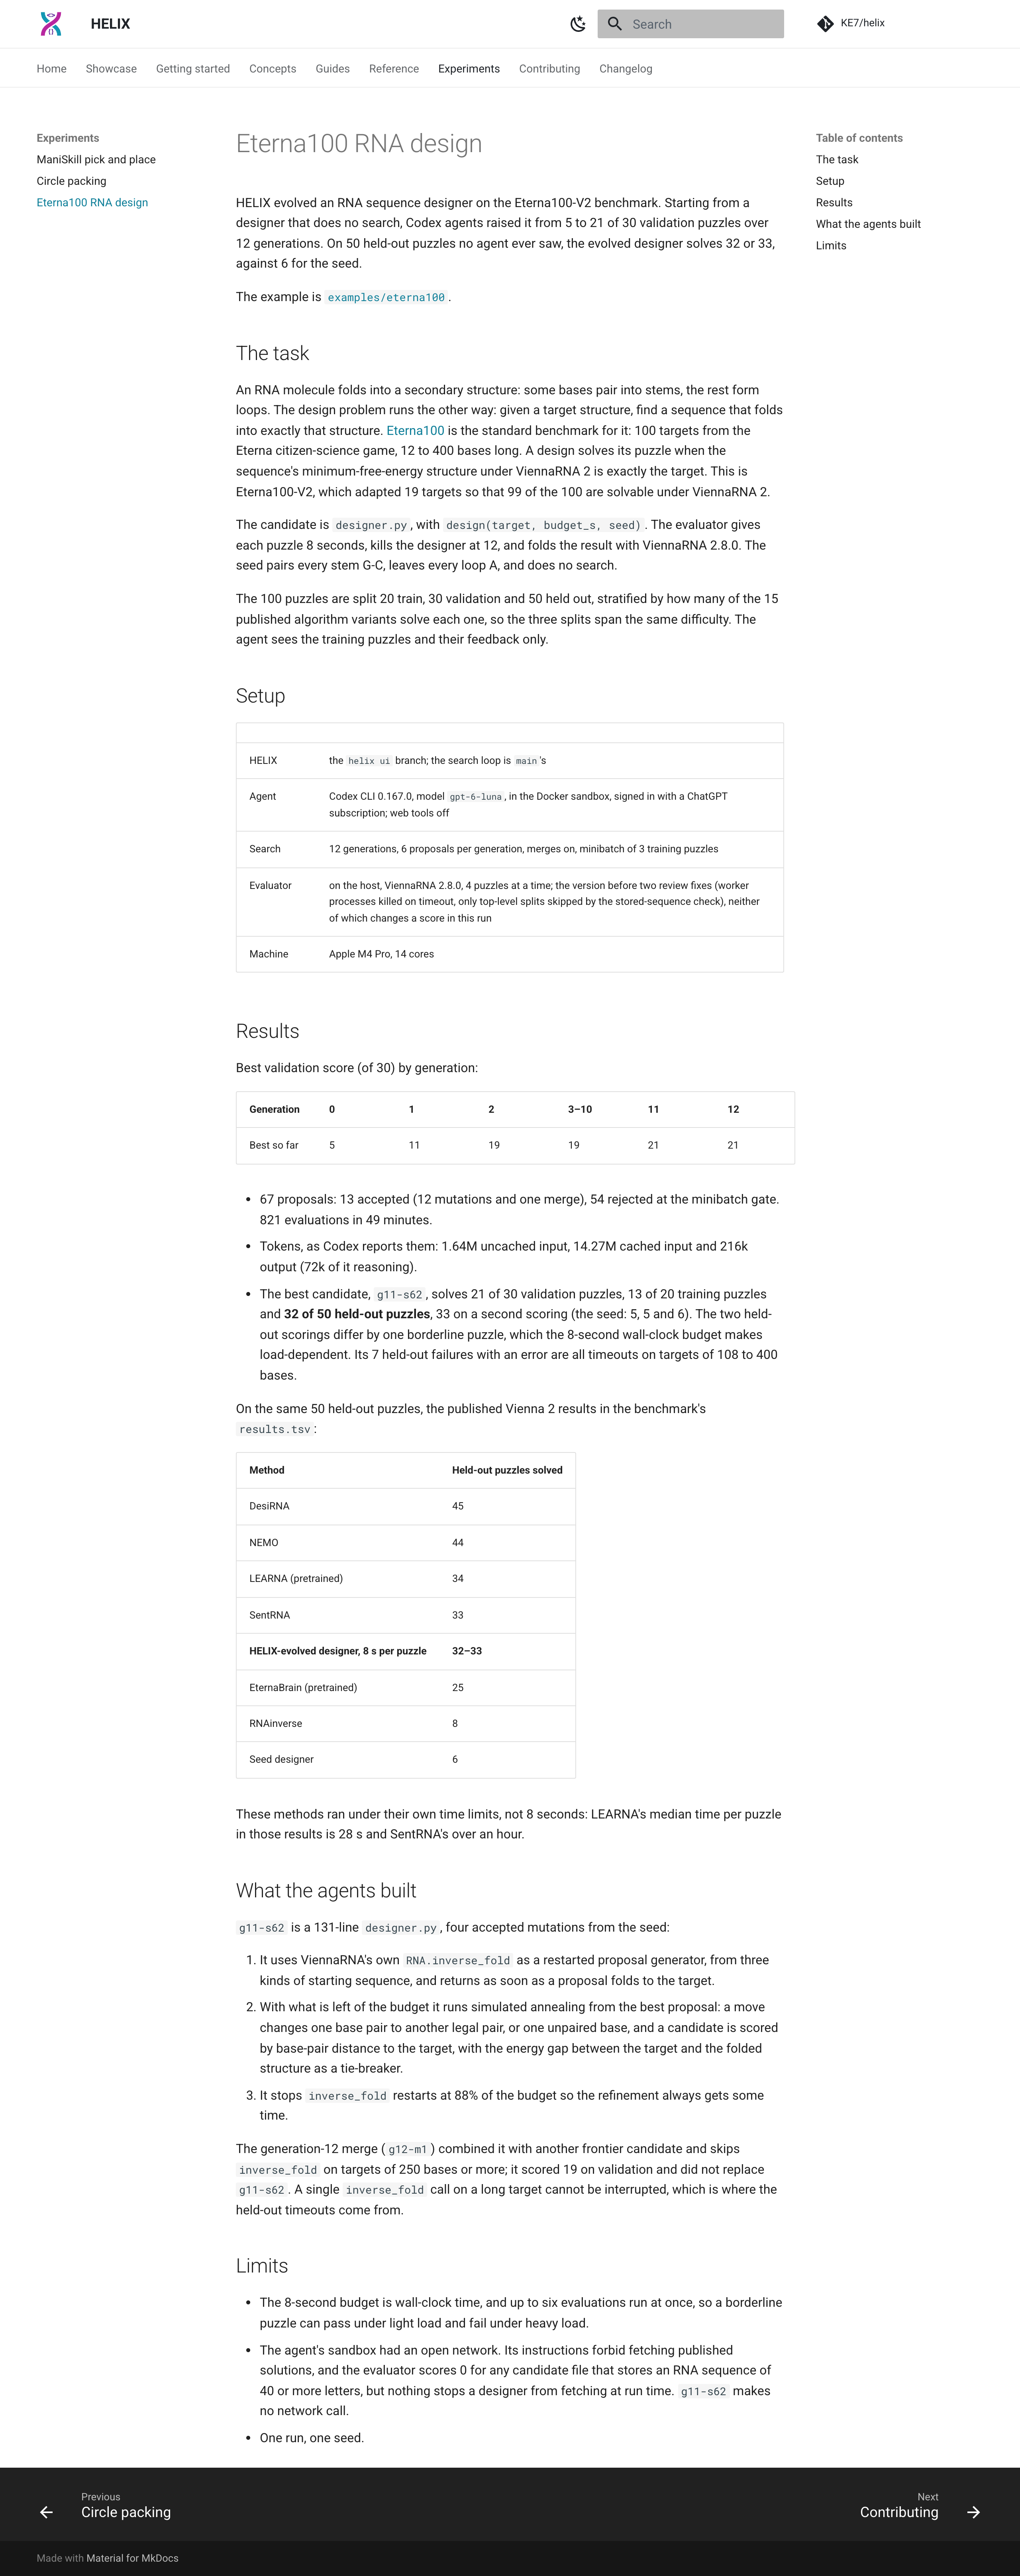 HELIX
Search
KE7/helix
Home Showcase Getting started Concepts Guides Reference Experiments Contributing Changelog
Experiments
ManiSkill pick and place
Circle packing
Eterna100 RNA design
Table of contents
The task
Setup
Results
What the agents built
Limits
Eterna100 RNA design
HELIX evolved an RNA sequence designer on the Eterna100-V2 benchmark. Starting from a
designer that does no search, Codex agents raised it from 5 to 21 of 30 validation puzzles over
12 generations. On 50 held-out puzzles no agent ever saw, the evolved designer solves 32 or 33,
against 6 for the seed.
The example is examples/eterna100.
The task
An RNA molecule folds into a secondary structure: some bases pair into stems, the rest form
loops. The design problem runs the other way: given a target structure, find a sequence that folds
into exactly that structure. Eterna100 is the standard benchmark for it: 100 targets from the
Eterna citizen-science game, 12 to 400 bases long. A design solves its puzzle when the
sequence's minimum-free-energy structure under ViennaRNA 2 is exactly the target. This is
Eterna100-V2, which adapted 19 targets so that 99 of the 100 are solvable under ViennaRNA 2.
The candidate is designer.py, with design(target, budget_s, seed). The evaluator gives
each puzzle 8 seconds, kills the designer at 12, and folds the result with ViennaRNA 2.8.0. The
seed pairs every stem G-C, leaves every loop A, and does no search.
The 100 puzzles are split 20 train, 30 validation and 50 held out, stratified by how many of the 15
published algorithm variants solve each one, so the three splits span the same difficulty. The
agent sees the training puzzles and their feedback only.
Setup
HELIX the helix ui branch; the search loop is main's
Agent Codex CLI 0.167.0, model gpt-6-luna, in the Docker sandbox, signed in with a ChatGPT
subscription; web tools off
Search 12 generations, 6 proposals per generation, merges on, minibatch of 3 training puzzles
Evaluator on the host, ViennaRNA 2.8.0, 4 puzzles at a time; the version before two review fixes (worker
processes killed on timeout, only top-level splits skipped by the stored-sequence check), neither
of which changes a score in this run
Machine Apple M4 Pro, 14 cores
Results
Best validation score (of 30) by generation:
Generation 0 1 2 3–10 11 12
Best so far 5 11 19 19 21 21
• 67 proposals: 13 accepted (12 mutations and one merge), 54 rejected at the minibatch gate.
821 evaluations in 49 minutes.
• Tokens, as Codex reports them: 1.64M uncached input, 14.27M cached input and 216k
output (72k of it reasoning).
• The best candidate, g11-s62, solves 21 of 30 validation puzzles, 13 of 20 training puzzles
and 32 of 50 held-out puzzles, 33 on a second scoring (the seed: 5, 5 and 6). The two held-
out scorings differ by one borderline puzzle, which the 8-second wall-clock budget makes
load-dependent. Its 7 held-out failures with an error are all timeouts on targets of 108 to 400
bases.
On the same 50 held-out puzzles, the published Vienna 2 results in the benchmark's
results.tsv:
Method Held-out puzzles solved
DesiRNA 45
NEMO 44
LEARNA (pretrained) 34
SentRNA 33
HELIX-evolved designer, 8 s per puzzle 32–33
EternaBrain (pretrained) 25
RNAinverse 8
Seed designer 6
These methods ran under their own time limits, not 8 seconds: LEARNA's median time per puzzle
in those results is 28 s and SentRNA's over an hour.
What the agents built
g11-s62 is a 131-line designer.py, four accepted mutations from the seed:
1. It uses ViennaRNA's own RNA.inverse_fold as a restarted proposal generator, from three
kinds of starting sequence, and returns as soon as a proposal folds to the target.
2. With what is left of the budget it runs simulated annealing from the best proposal: a move
changes one base pair to another legal pair, or one unpaired base, and a candidate is scored
by base-pair distance to the target, with the energy gap between the target and the folded
structure as a tie-breaker.
3. It stops inverse_fold restarts at 88% of the budget so the refinement always gets some
time.
The generation-12 merge (g12-m1) combined it with another frontier candidate and skips
inverse_fold on targets of 250 bases or more; it scored 19 on validation and did not replace
g11-s62. A single inverse_fold call on a long target cannot be interrupted, which is where the
held-out timeouts come from.
Limits
• The 8-second budget is wall-clock time, and up to six evaluations run at once, so a borderline
puzzle can pass under light load and fail under heavy load.
• The agent's sandbox had an open network. Its instructions forbid fetching published
solutions, and the evaluator scores 0 for any candidate file that stores an RNA sequence of
40 or more letters, but nothing stops a designer from fetching at run time. g11-s62 makes
no network call.
• One run, one seed.
Previous
Circle packing
Next
Contributing
Made with Material for MkDocs